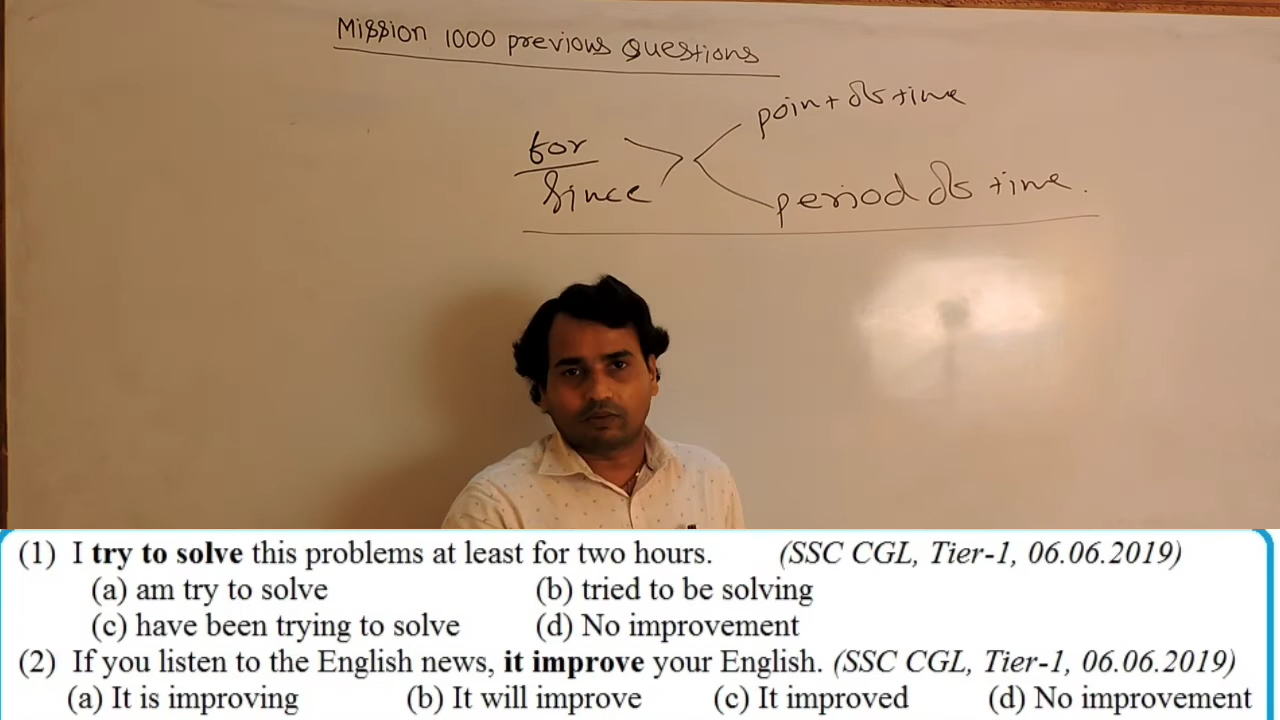 Mission 1000 previous Questions
for
since
point of time
period of time.
(1) I try to solve this problems at least for two hours. (SSC CGL, Tier-1, 06.06.2019)
(a) am try to solve (b) tried to be solving
(c) have been trying to solve (d) No improvement
(2) If you listen to the English news, it improve your English. (SSC CGL, Tier-1, 06.06.2019)
(a) It is improving (b) It will improve (c) It improved (d) No improvement